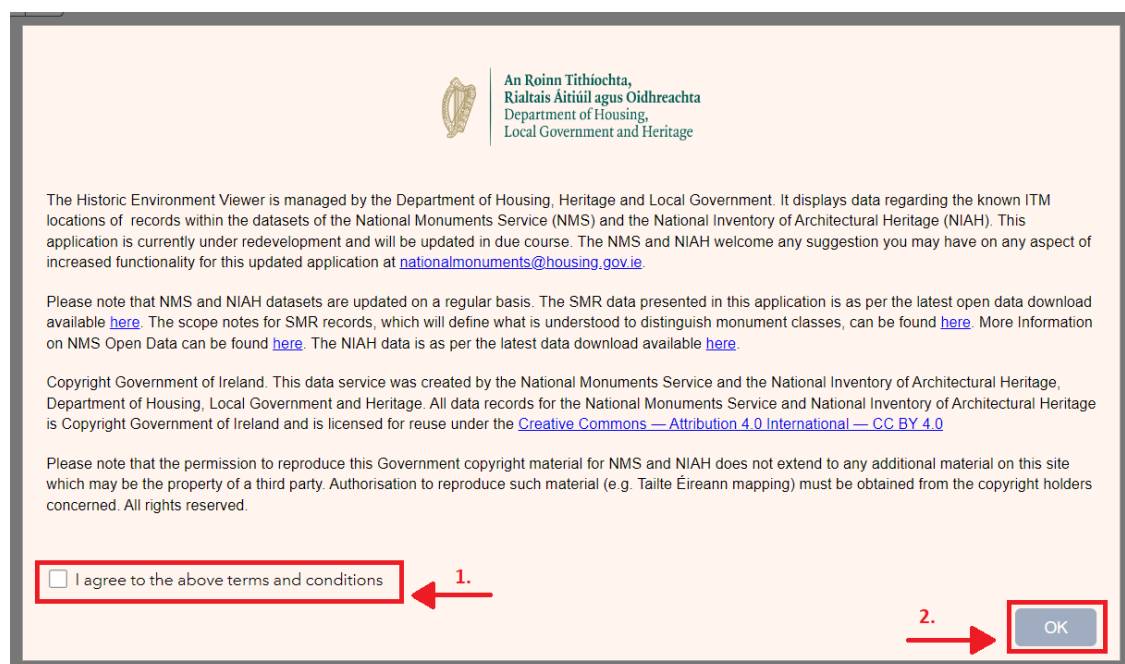 An Roinn Tithíochta,
Rialtais Áitiúil agus Oidhreachta
Department of Housing,
Local Government and Heritage
The Historic Environment Viewer is managed by the Department of Housing, Heritage and Local Government. It displays data regarding the known ITM
locations of records within the datasets of the National Monuments Service (NMS) and the National Inventory of Architectural Heritage (NIAH). This
application is currently under redevelopment and will be updated in due course. The NMS and NIAH welcome any suggestion you may have on any aspect of
increased functionality for this updated application at nationalmonuments@housing.gov.ie.
Please note that NMS and NIAH datasets are updated on a regular basis. The SMR data presented in this application is as per the latest open data download
available here. The scope notes for SMR records, which will define what is understood to distinguish monument classes, can be found here. More Information
on NMS Open Data can be found here. The NIAH data is as per the latest data download available here.
Copyright Government of Ireland. This data service was created by the National Monuments Service and the National Inventory of Architectural Heritage,
Department of Housing, Local Government and Heritage. All data records for the National Monuments Service and National Inventory of Architectural Heritage
is Copyright Government of Ireland and is licensed for reuse under the Creative Commons — Attribution 4.0 International — CC BY 4.0
Please note that the permission to reproduce this Government copyright material for NMS and NIAH does not extend to any additional material on this site
which may be the property of a third party. Authorisation to reproduce such material (e.g. Tailte Éireann mapping) must be obtained from the copyright holders
concerned. All rights reserved.
I agree to the above terms and conditions
1.
2.
OK